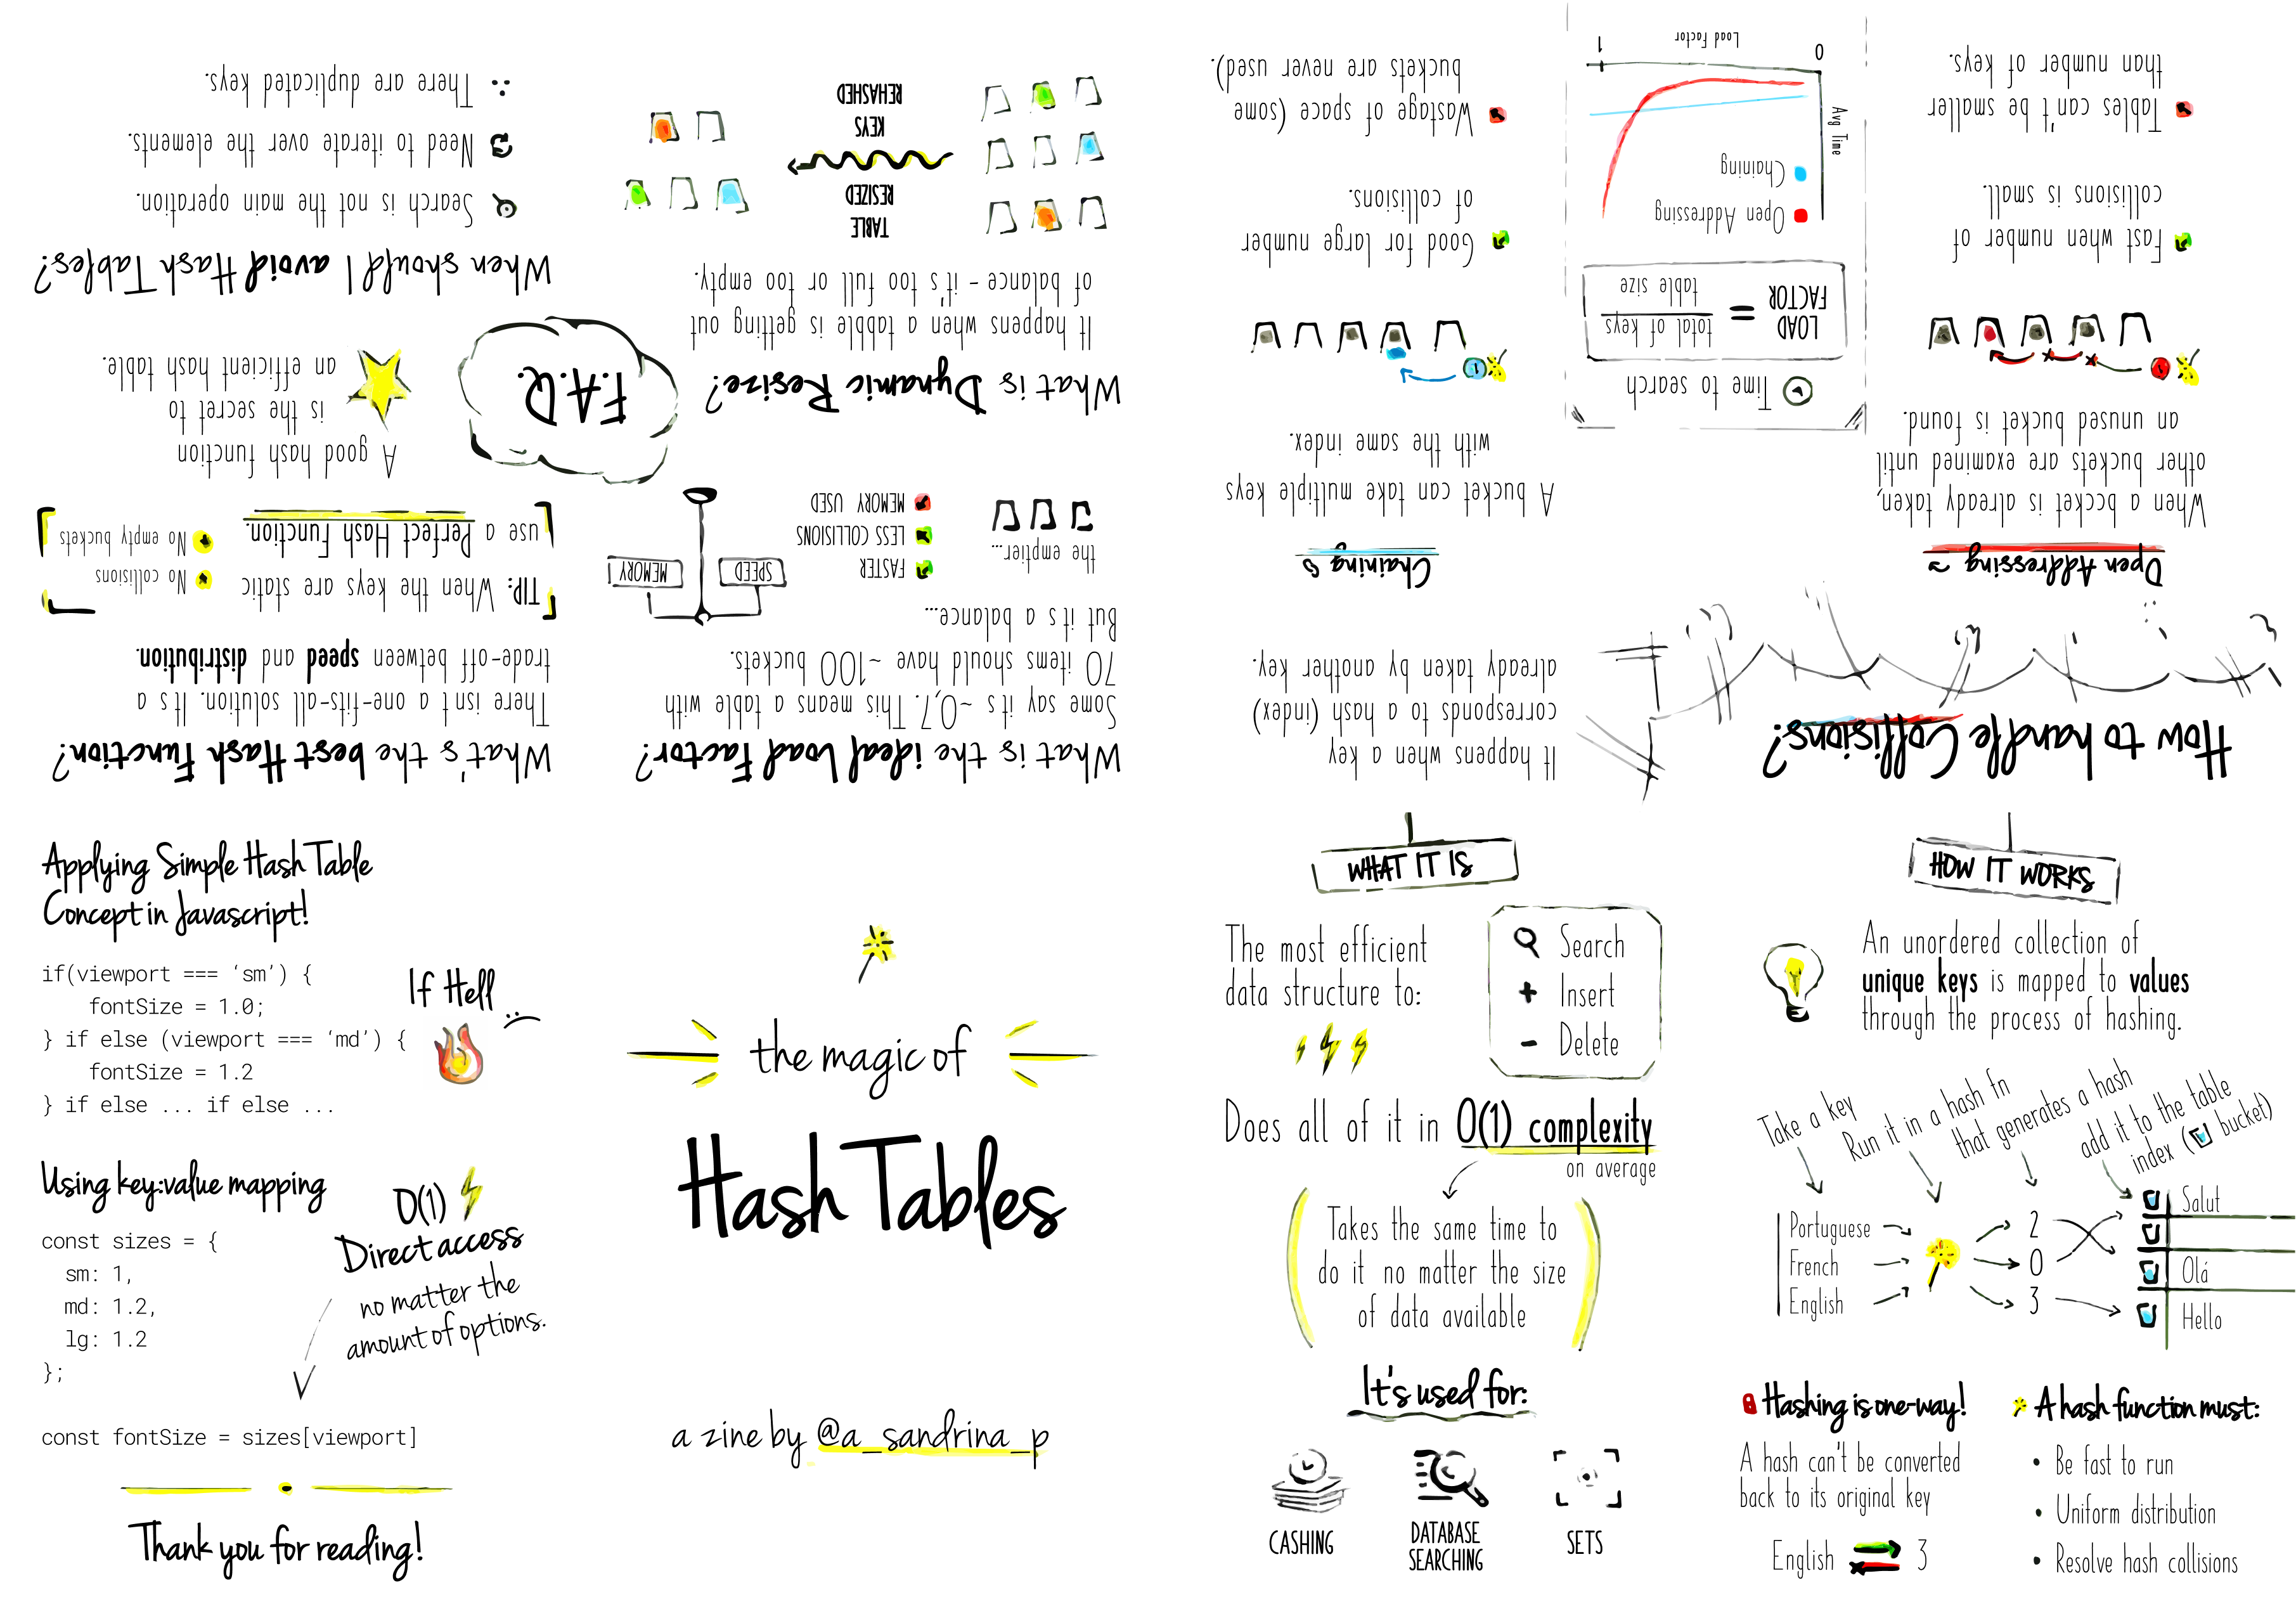 the magic of
Hash Tables
a zine by @a_sandrina_p
WHAT IT IS
The most efficient
data structure to:
Search
+ Insert
- Delete
Does all of it in O(1) complexity
on average
Takes the same time to
do it no matter the size
of data available
It's used for:
CASHING
DATABASE
SEARCHING
SETS
HOW IT WORKS
An unordered collection of
unique keys is mapped to values
through the process of hashing.
Take a key
Run it in a hash fn
that generates a hash
add it to the table
index ( bucket)
Portuguese
French
English
2
0
3
Salut
Olá
Hello
Hashing is one-way!
A hash can't be converted
back to its original key
English 3
A hash function must:
• Be fast to run
• Uniform distribution
• Resolve hash collisions
How to handle Collisions?
It happens when a key
corresponds to a hash (index)
already taken by another key.
Open Addressing
When a bccket is already taken,
other buckets are examined until
an unused bucket is found.
Fast when number of
collisions is small.
Tables can't be smaller
than number of keys.
Chaining
A bucket can take multiple keys
with the same index.
Good for large number
of collisions.
Wastage of space (some
buckets are never used).
Time to search
LOAD
FACTOR
=
total of keys
table size
Open Addressing
Chaining
Avg Time
0
1
Load Factor
F.A.Q.
What is the ideal Load Factor?
Some say it's ~0,7. This means a table with
70 items should have ~100 buckets.
But it s a balance...
the emptier...
FASTER
LESS COLLISIONS
MEMORY USED
SPEED
MEMORY
What is Dynamic Resize?
It happens when a tabble is getting out
of balance - it's too full or too empty.
TABLE
RESIZED
KEYS
REHASHED
What's the best Hash Function?
There isn t a one-fits-all solution. It s a
trade-off between speed and distribution.
TIP: When the keys are static
use a Perfect Hash Function.
No collisions
No empty buckets
A good hash function
is the secret to
an efficient hash table.
When should I avoid Hash Tables?
Search is not the main operation.
Need to iterate over the elements.
There are duplicated keys.
Applying Simple Hash Table
Concept in Javascript!
if(viewport === ‘sm’) {
fontSize = 1.0;
} if else (viewport === ‘md’) {
fontSize = 1.2
} if else ... if else ...
If Hell
Using key:value mapping
const sizes = {
sm: 1,
md: 1.2,
lg: 1.2
};
O(1)
Direct access
no matter the
amount of options.
const fontSize = sizes[viewport]
Thank you for reading!